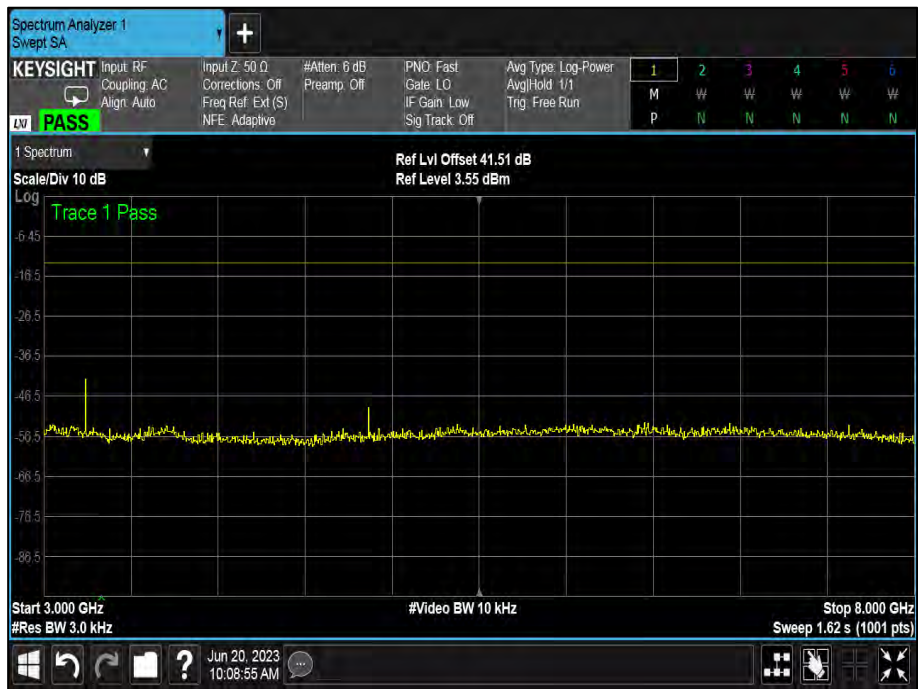 Spectrum Analyzer 1
Swept SA
+
KEYSIGHT Input: RF Input Z: 50 Ω #Atten: 6 dB PNO: Fast Avg Type: Log-Power 1 2 3 4 5 6
Coupling: AC Corrections: Off Preamp: Off Gate: LO Avg|Hold: 1/1 M W W W W W
Align: Auto Freq Ref: Ext (S) IF Gain: Low Trig: Free Run
LXI PASS NFE: Adaptive Sig Track: Off P N N N N N
1 Spectrum
Ref Lvl Offset 41.51 dB
Scale/Div 10 dB Ref Level 3.55 dBm
Log
Trace 1 Pass
-6.45
-16.5
-26.5
-36.5
-46.5
-56.5
-66.5
-76.5
-86.5
Start 3.000 GHz #Video BW 10 kHz Stop 8.000 GHz
#Res BW 3.0 kHz Sweep 1.62 s (1001 pts)
? Jun 20, 2023
10:08:55 AM